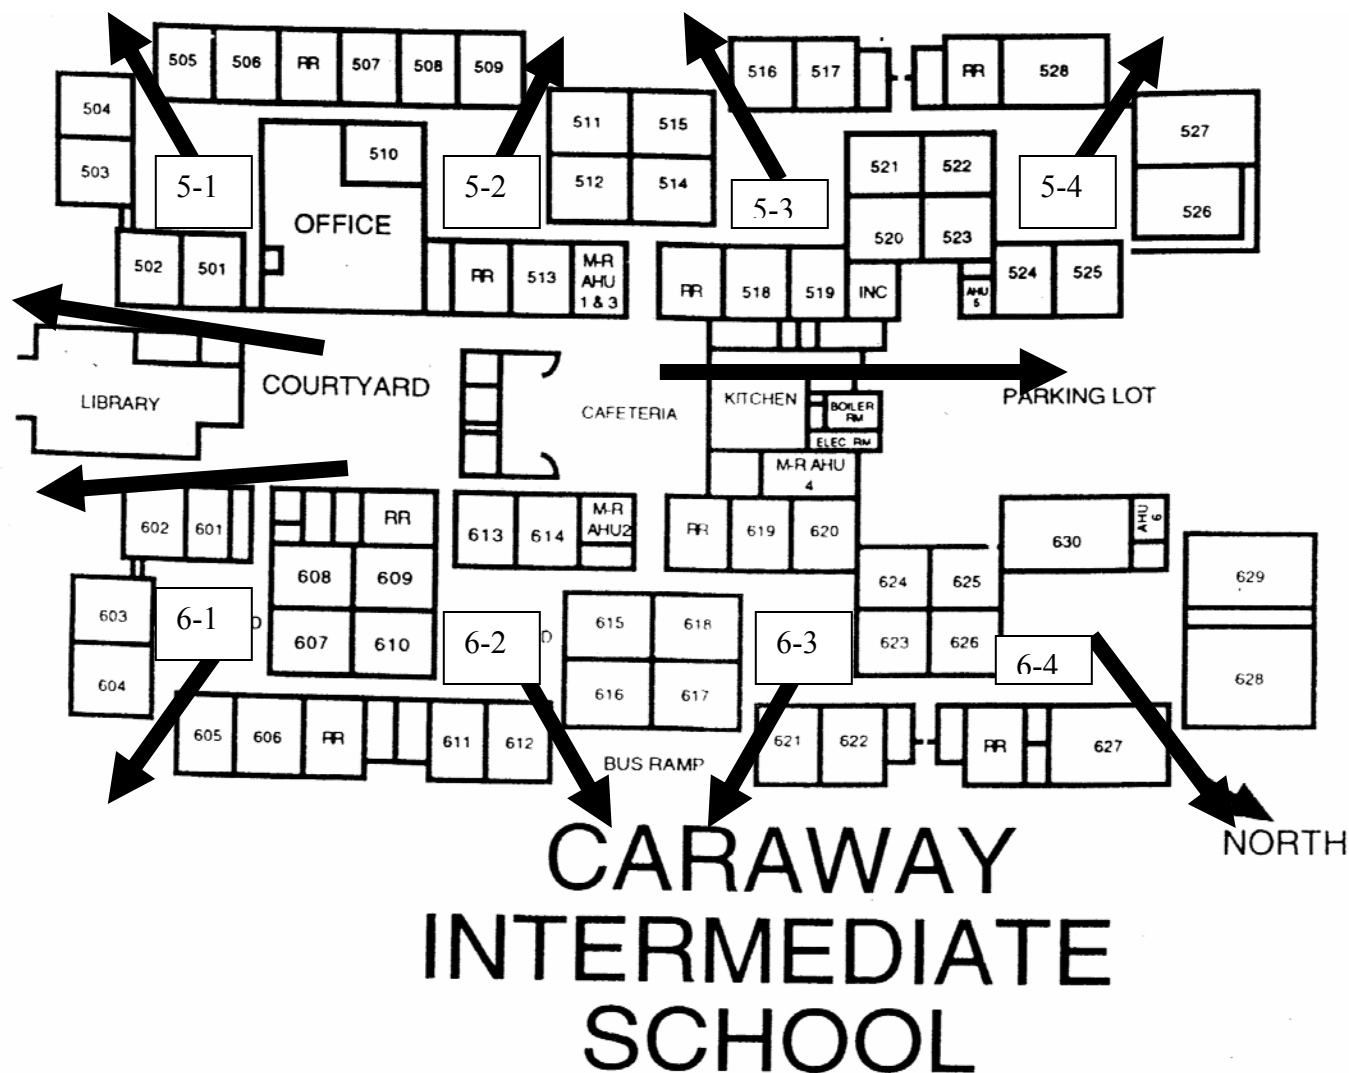 505 506 RR 507 508 509
516 517 RR 528
504
503
511 515
512 514
510
OFFICE
5-1
5-2
5-3
5-4
521 522
520 523
527
526
502 501
RR 513 M-R
AHU
1 & 3
RR 518 519 INC
AHU
5
524 525
LIBRARY
COURTYARD
CAFETERIA
KITCHEN
BOILER
RM
ELEC RM
M-R AHU
4
PARKING LOT
602 601
RR
608 609
607 610
613 614 M-R
AHU2
RR 619 620
624 625
623 626
630
AHU
6
629
628
603
604
6-1
D
6-2
D
615 618
616 617
6-3
6-4
605 606 RR 611 612
BUS RAMP
621 622 RR 627
NORTH
CARAWAY
INTERMEDIATE
SCHOOL